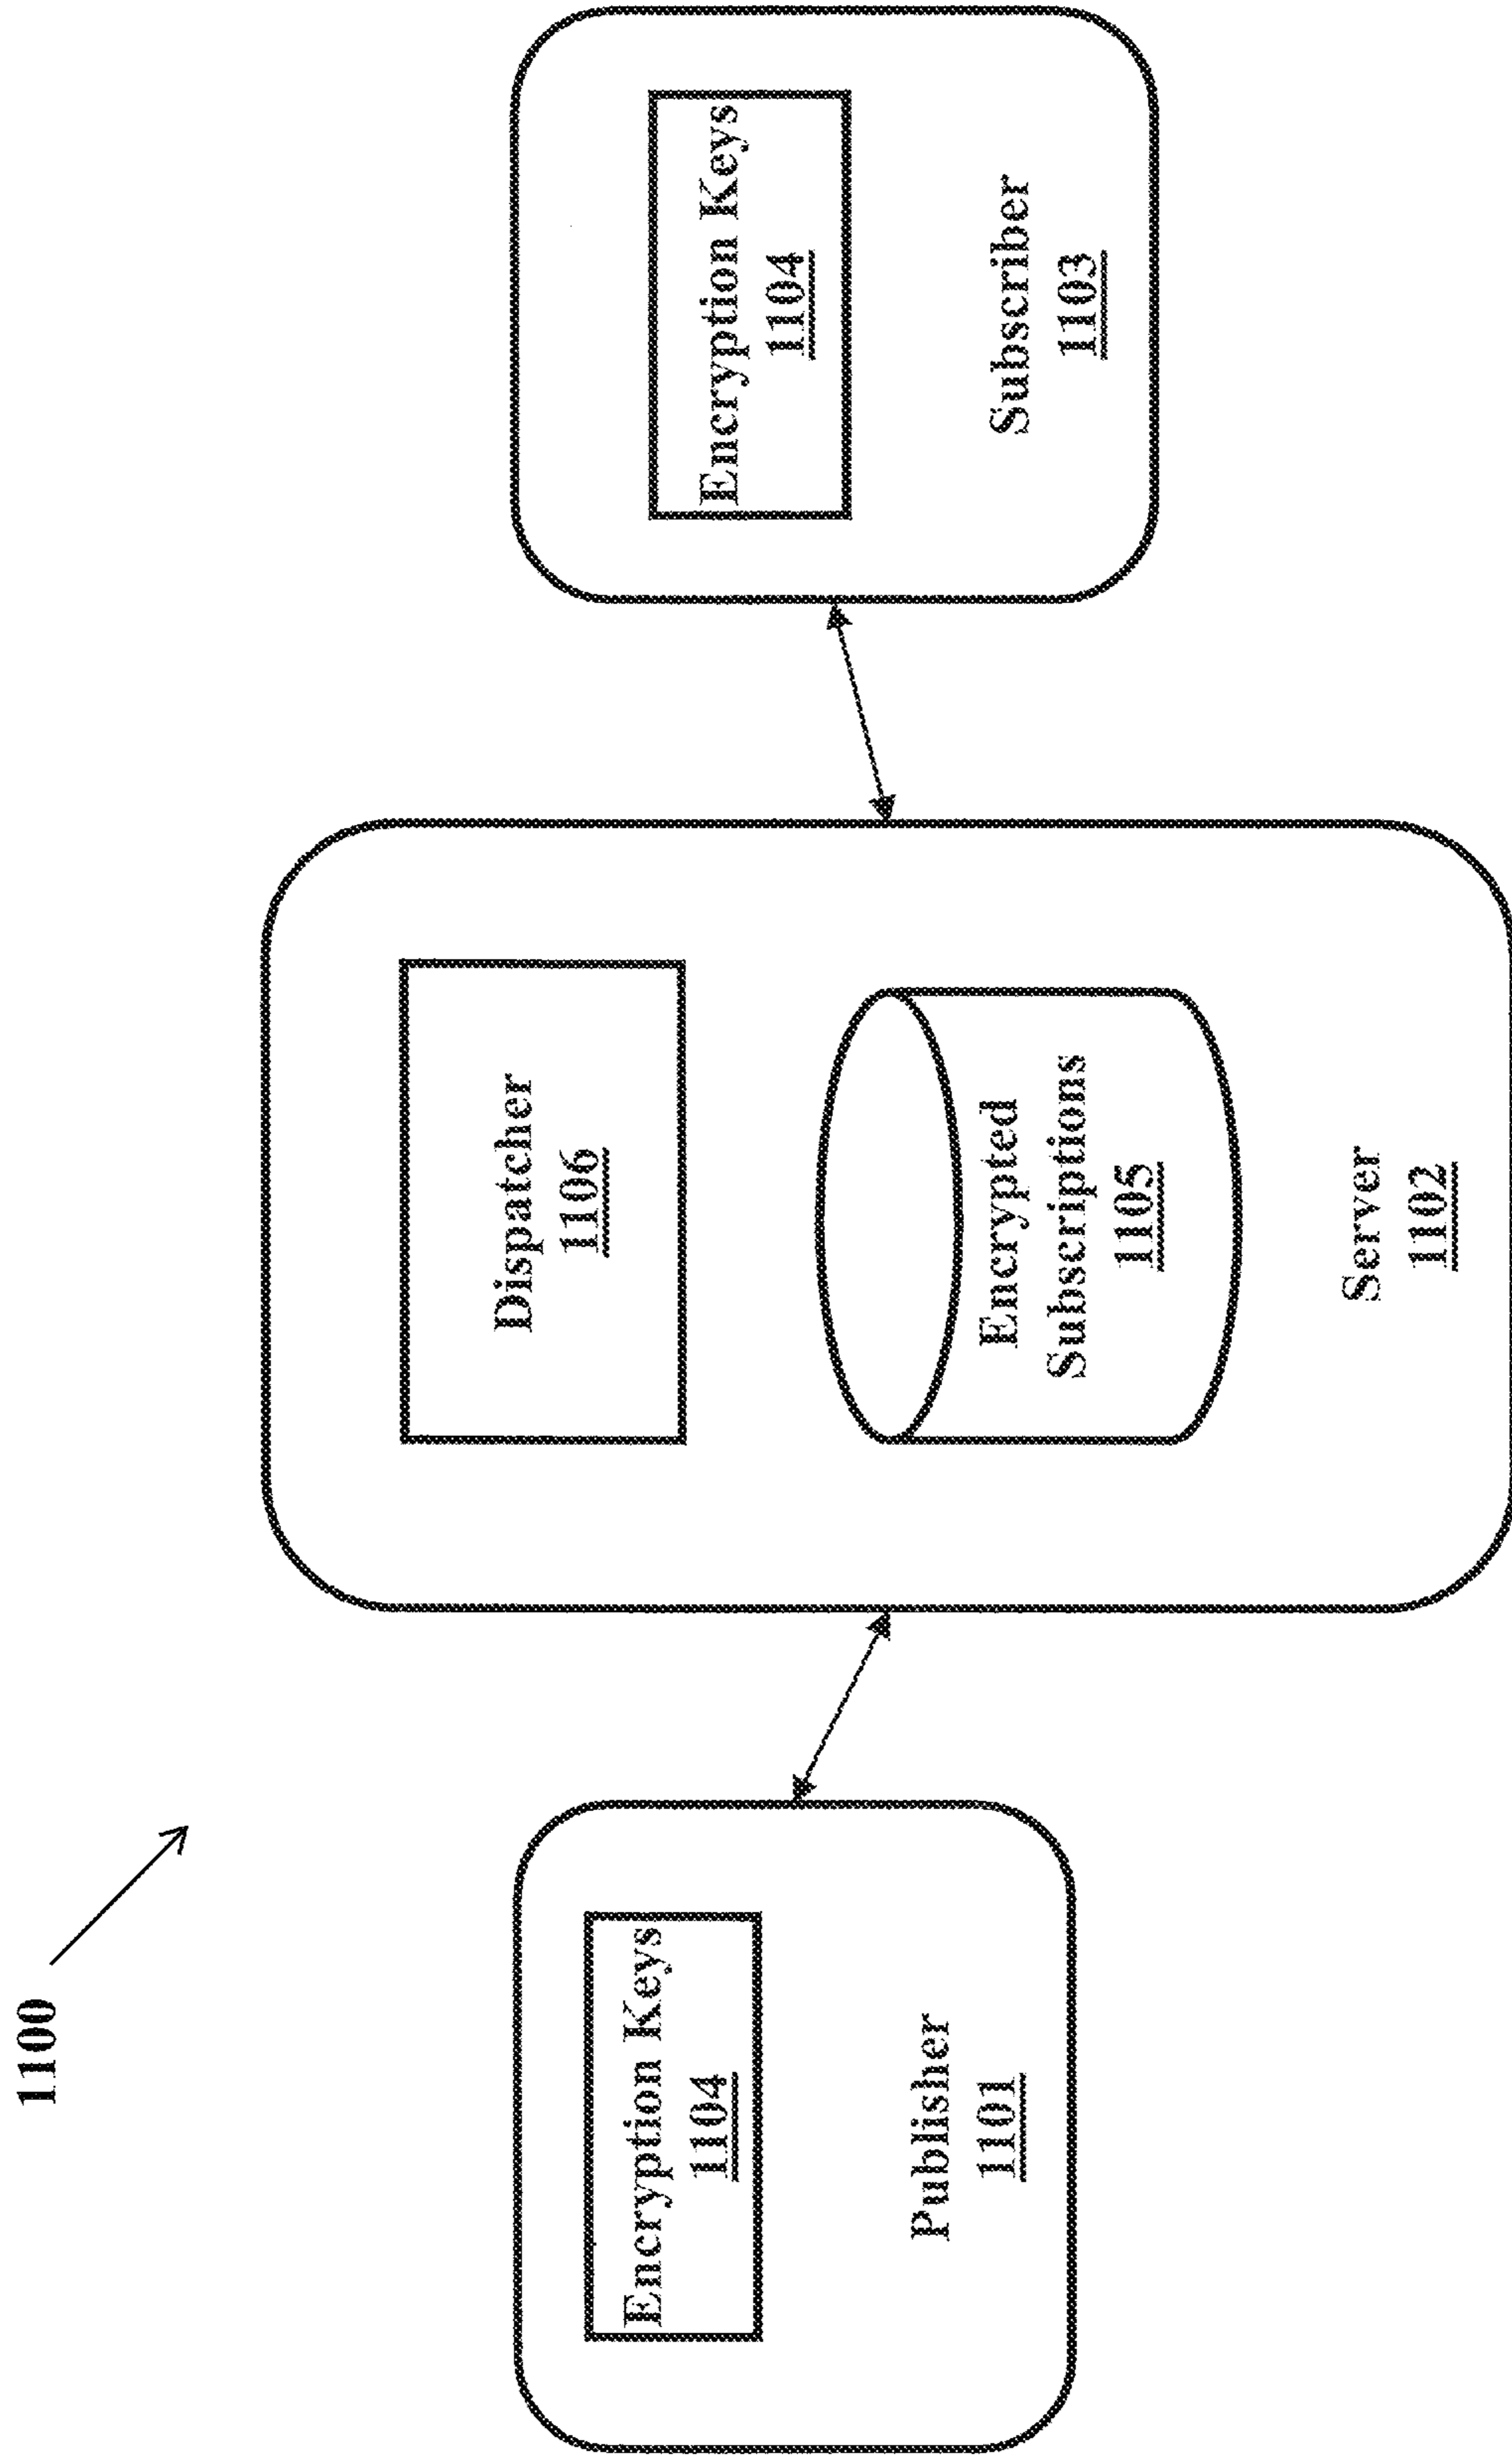 1100
Encryption Keys
1104
Publisher
1101
Dispatcher
1106
Encrypted
Subscriptions
1105
Server
1102
Encryption Keys
1104
Subscriber
1103